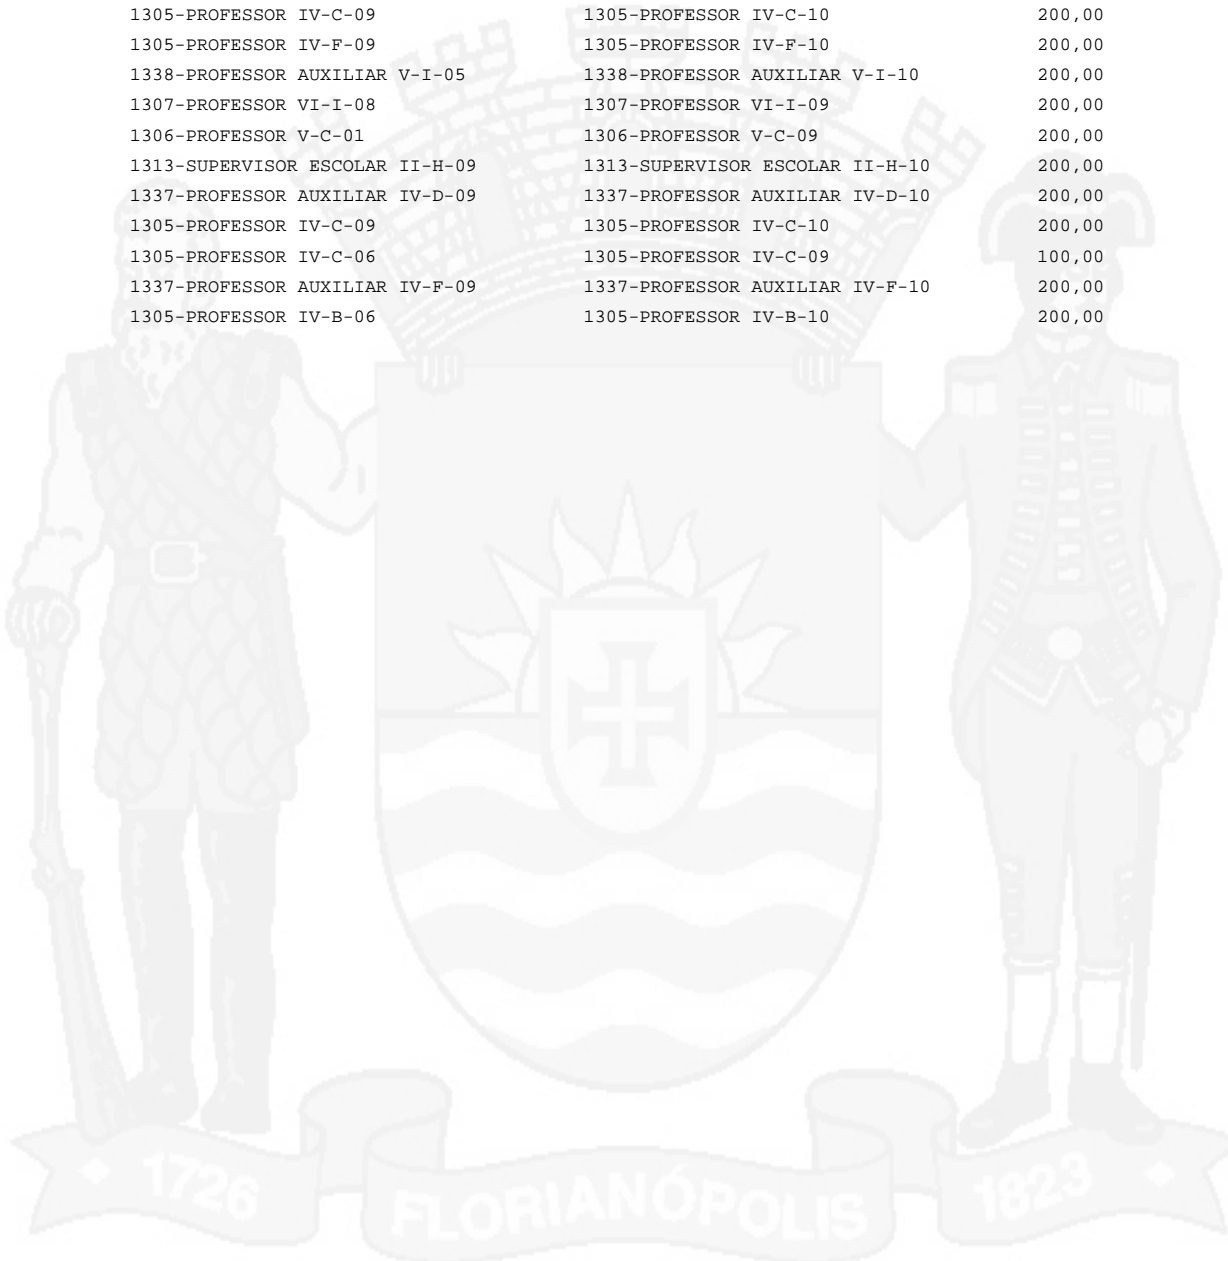 1305-PROFESSOR IV-C-09 1305-PROFESSOR IV-C-10 200,00
1305-PROFESSOR IV-F-09 1305-PROFESSOR IV-F-10 200,00
1338-PROFESSOR AUXILIAR V-I-05 1338-PROFESSOR AUXILIAR V-I-10 200,00
1307-PROFESSOR VI-I-08 1307-PROFESSOR VI-I-09 200,00
1306-PROFESSOR V-C-01 1306-PROFESSOR V-C-09 200,00
1313-SUPERVISOR ESCOLAR II-H-09 1313-SUPERVISOR ESCOLAR II-H-10 200,00
1337-PROFESSOR AUXILIAR IV-D-09 1337-PROFESSOR AUXILIAR IV-D-10 200,00
1305-PROFESSOR IV-C-09 1305-PROFESSOR IV-C-10 200,00
1305-PROFESSOR IV-C-06 1305-PROFESSOR IV-C-09 100,00
1337-PROFESSOR AUXILIAR IV-F-09 1337-PROFESSOR AUXILIAR IV-F-10 200,00
1305-PROFESSOR IV-B-06 1305-PROFESSOR IV-B-10 200,00
1726 FLORIANÓPOLIS 1823